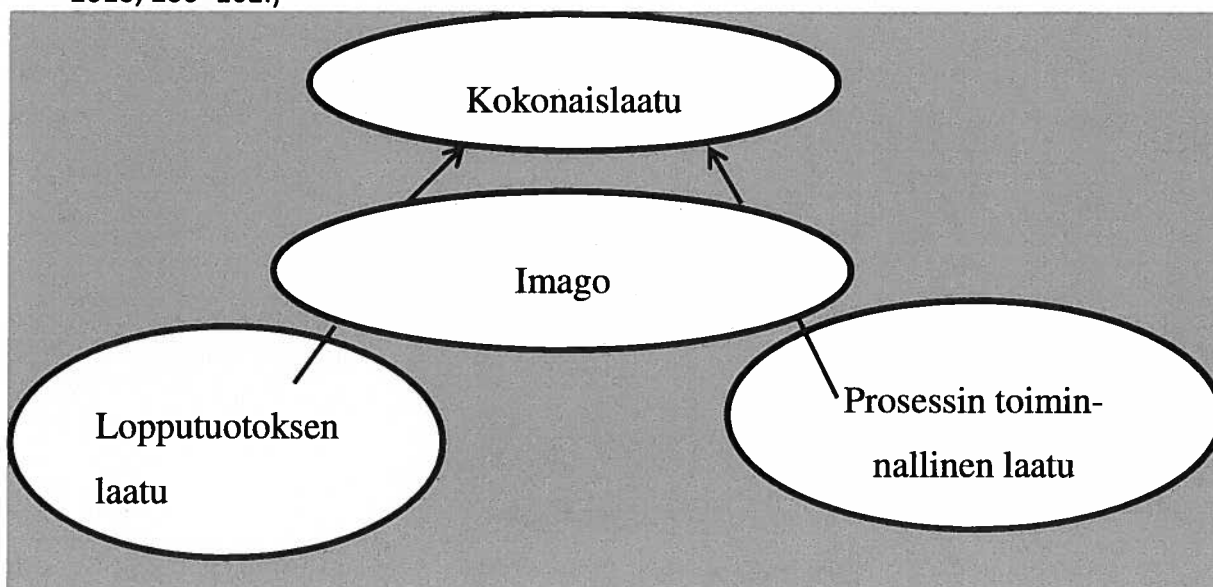 Kokonaislaatu
Imago
Lopputuotoksen
laatu
Prosessin toimin-
nallinen laatu